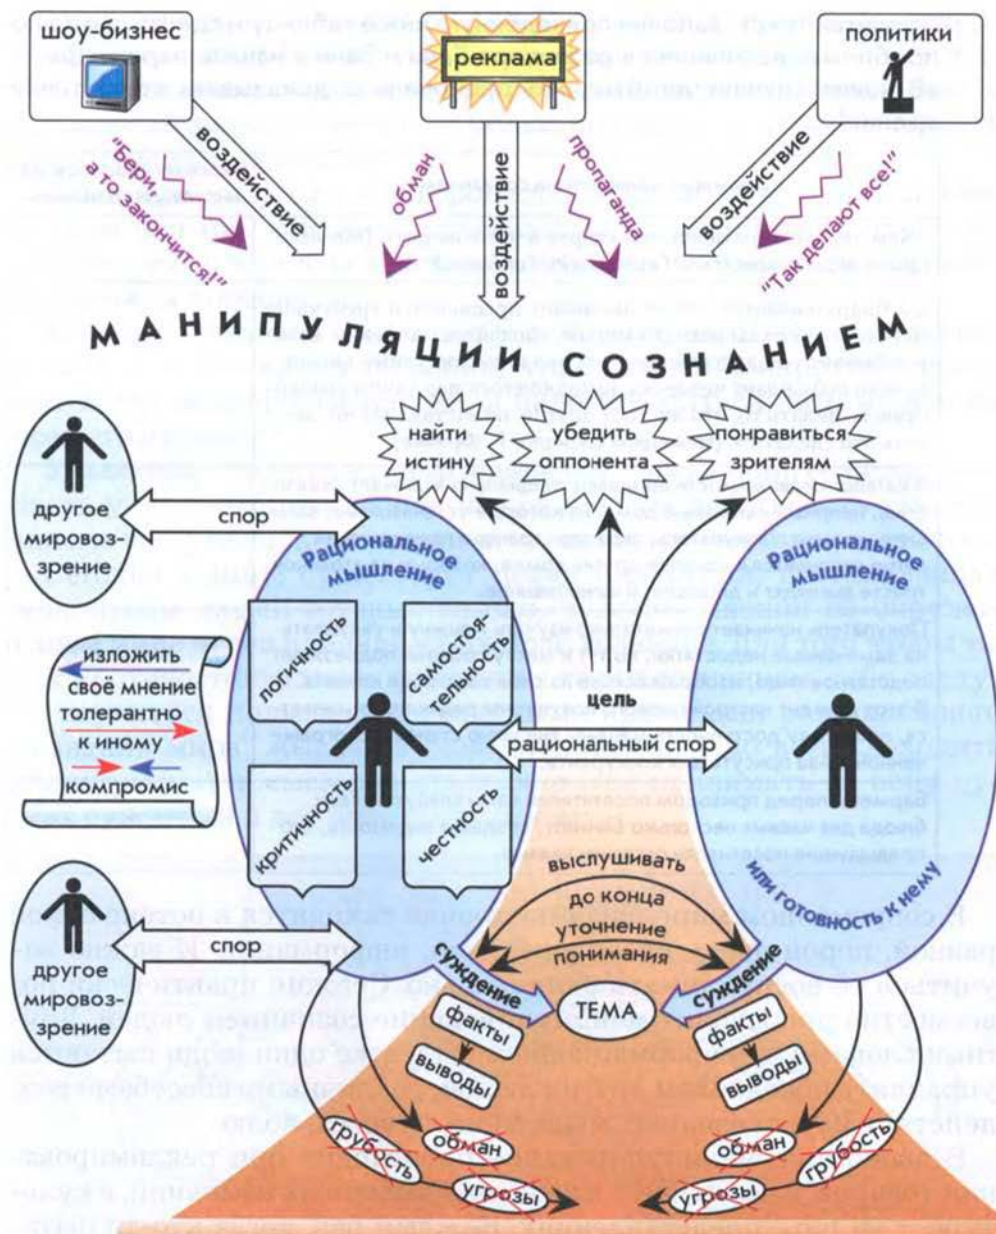 шоу-бизнес
реклама
политики
"Бери,
а то закончится!"
воздействие
обман
воздействие
пропаганда
воздействие
"Так делают все!"
МАНИПУЛЯЦИИ СОЗНАНИЕМ
найти
истину
убедить
оппонента
понравиться
зрителям
другое
мировоз-
зрение
спор
Рациональное
мышление
Рациональное
мышление
логичность
самостоя-
тельность
изложить
своё мнение
толерантно
к иному
компромис
цель
рациональный спор
критичность
честность
или готовность к нему
выслушивать
до конца
уточнение
понимания
другое
мировоз-
зрение
спор
суждение
ТЕМА
суждение
факты
выводы
факты
выводы
грубость
обман
угрозы
обман
грубость
угрозы